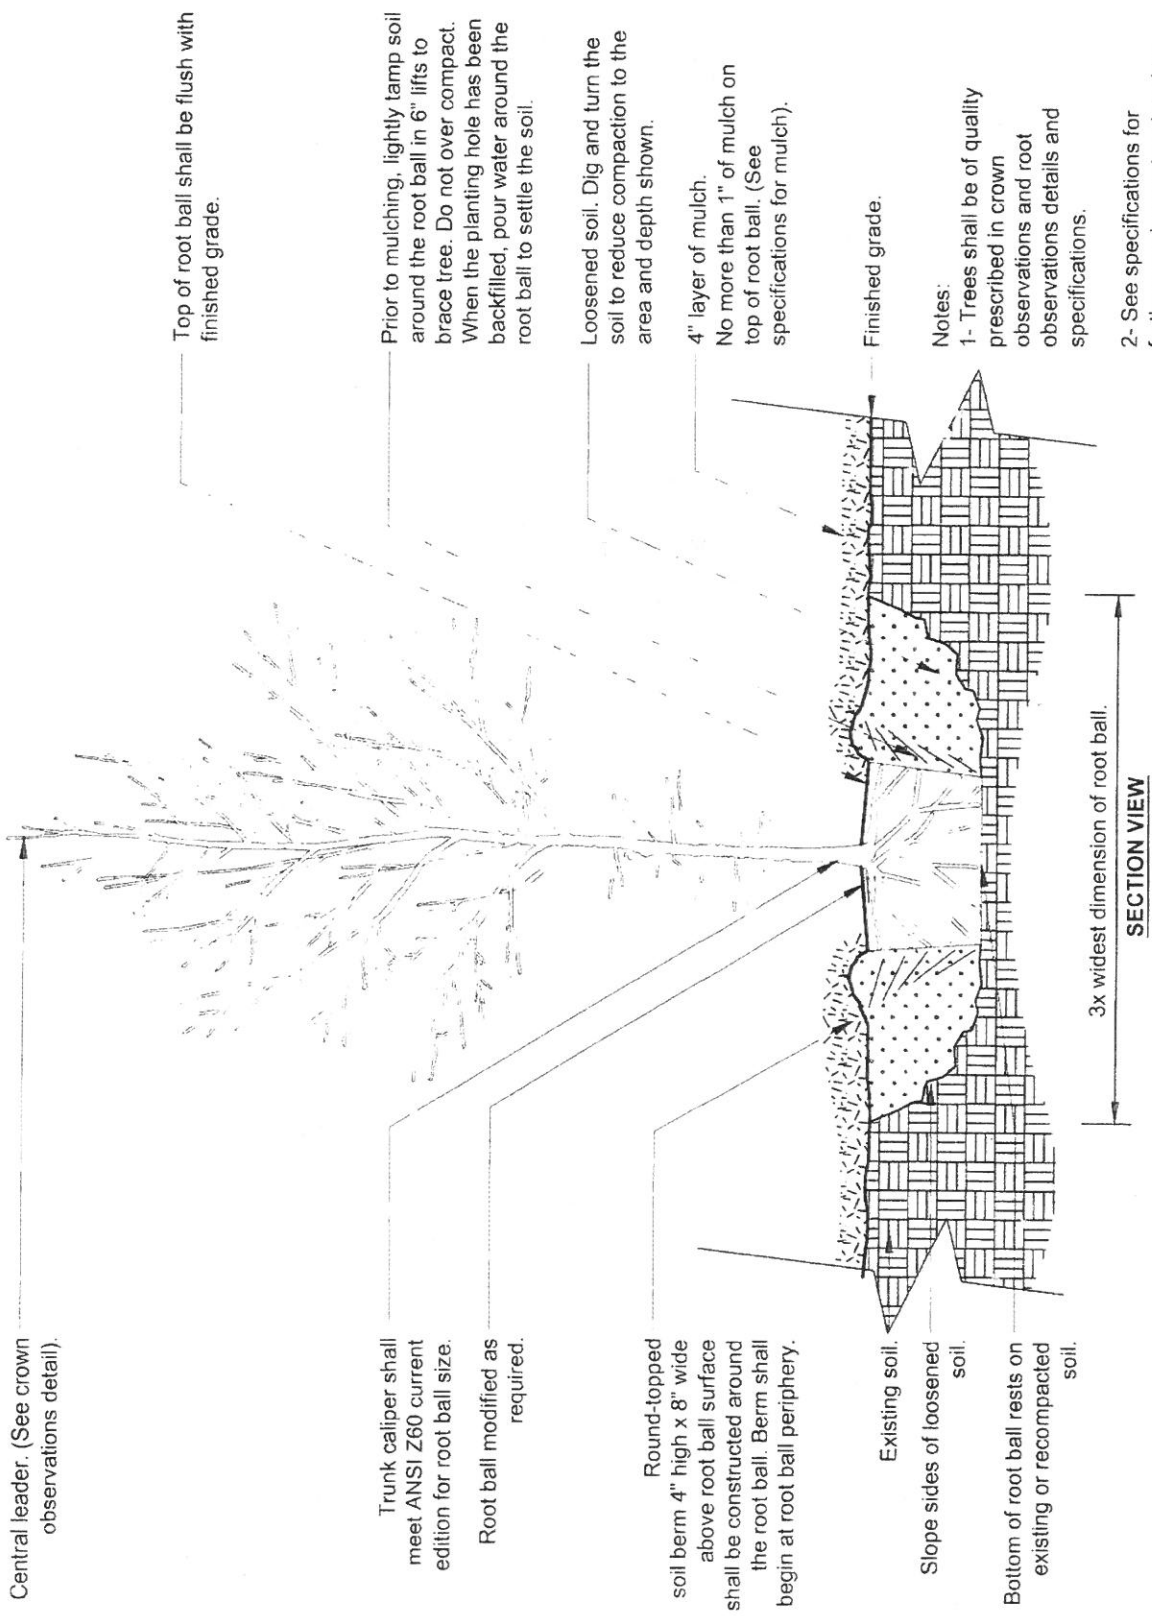 Central leader. (See crown
observations detail).
Trunk caliper shall
meet ANSI Z60 current
edition for root ball size.
Root ball modified as
required.
Round-topped
soil berm 4" high x 8" wide
above root ball surface
shall be constructed around
the root ball. Berm shall
begin at root ball periphery.
Existing soil.
Slope sides of loosened
soil.
Bottom of root ball rests on
existing or recompacted
soil.
Top of root ball shall be flush with
finished grade.
Prior to mulching, lightly tamp soil
around the root ball in 6" lifts to
brace tree. Do not over compact.
When the planting hole has been
backfilled, pour water around the
root ball to settle the soil.
Loosened soil. Dig and turn the
soil to reduce compaction to the
area and depth shown.
4" layer of mulch.
No more than 1" of mulch on
top of root ball. (See
specifications for mulch).
Finished grade.
Notes:
1- Trees shall be of quality
prescribed in crown
observations and root
observations details and
specifications.
2- See specifications for
3x widest dimension of root ball.
SECTION VIEW